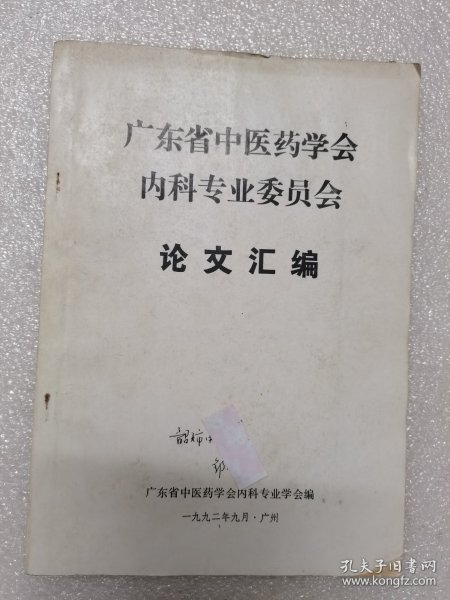 广东省中医药学会
内科专业委员会
论文汇编
广东省中医药学会内科专业学会编
一九九二年九月·广州
孔夫子旧书网
www.kongfz.com